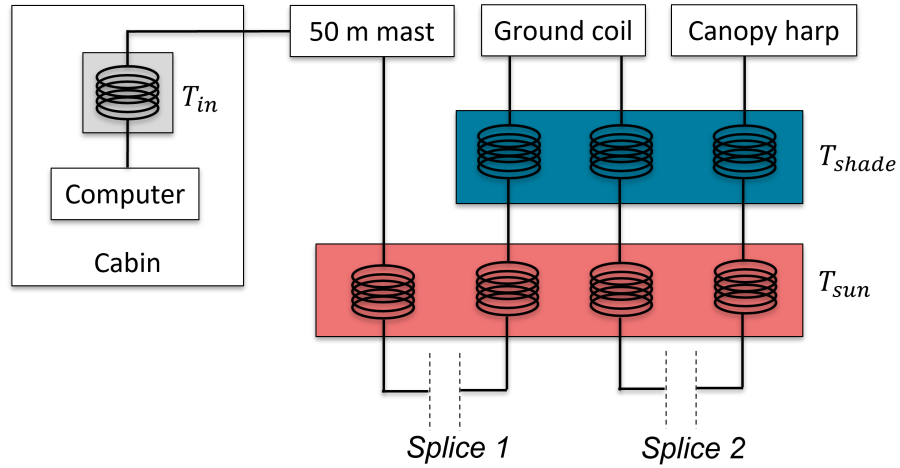 50 m mast
Ground coil
Canopy harp
T_in
T_shade
Computer
Cabin
T_sun
Splice 1
Splice 2